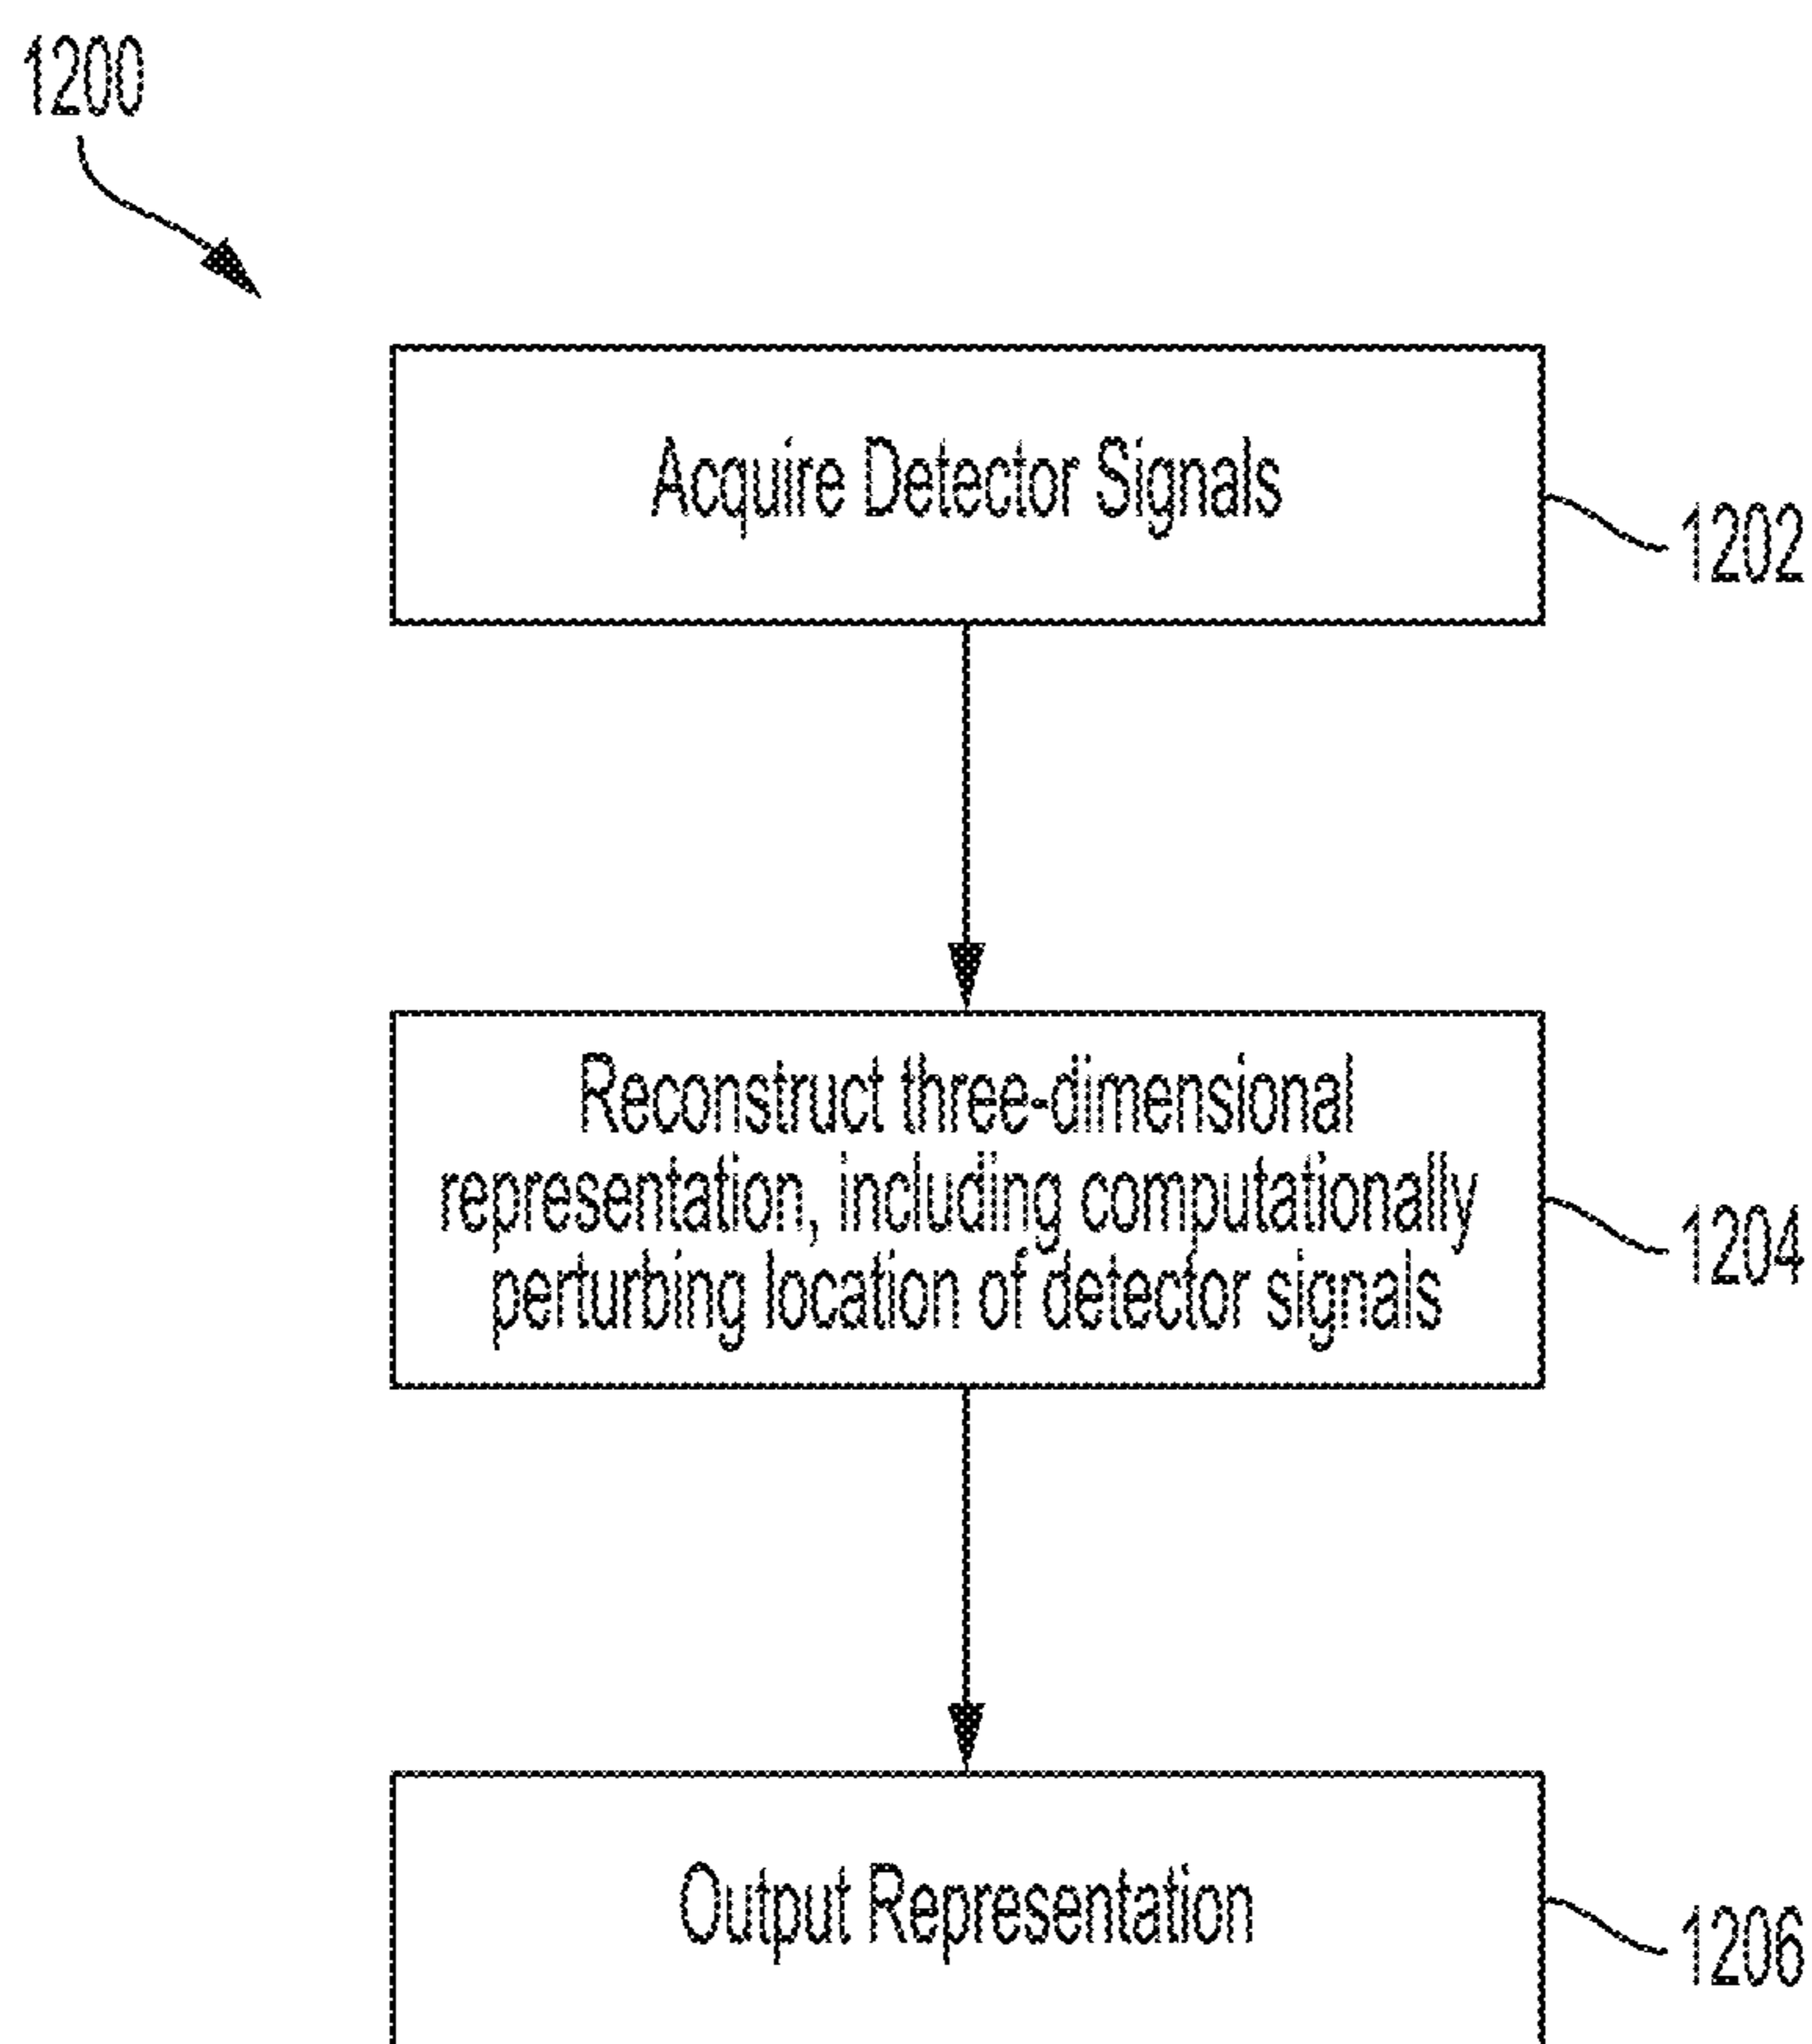 1200
Acquire Detector Signals
1202
Reconstruct three-dimensional
representation, including computationally
perturbing location of detector signals
1204
Output Representation
1206